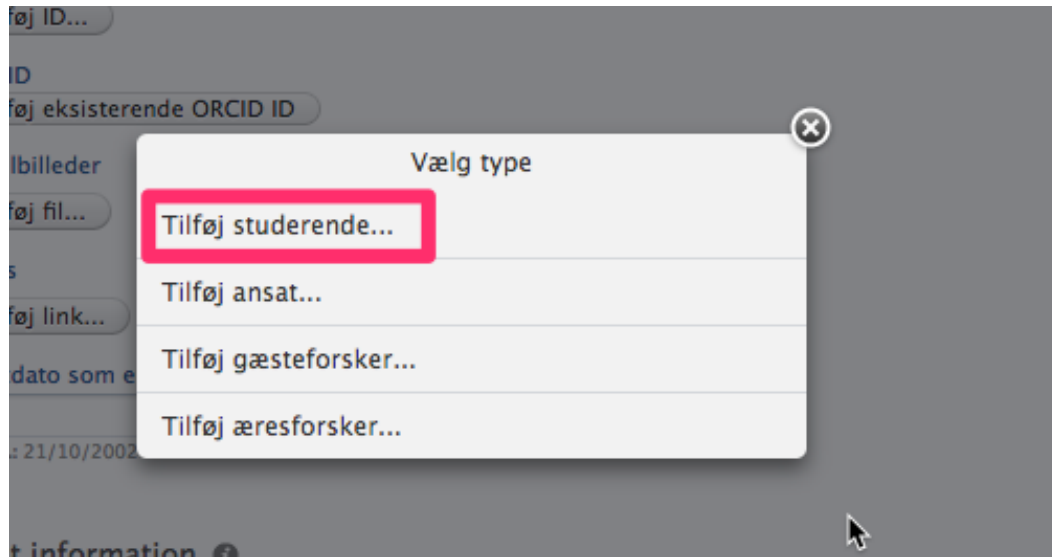 føj ID...
ID
føj eksisterende ORCID ID
lbilleder
føj fil...
s
føj link...
dato som e
.: 21/10/2002
Vælg type
Tilføj studerende...
Tilføj ansat...
Tilføj gæsteforsker...
Tilføj æresforsker...
t information